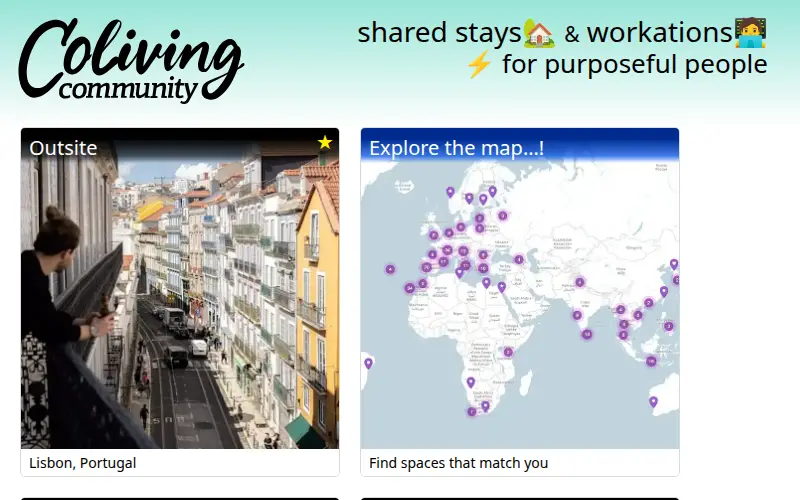 Coliving
community
shared stays🏡 & workations🧑‍💻
⚡ for purposeful people
Outsite
Explore the map...!
Lisbon, Portugal
Find spaces that match you